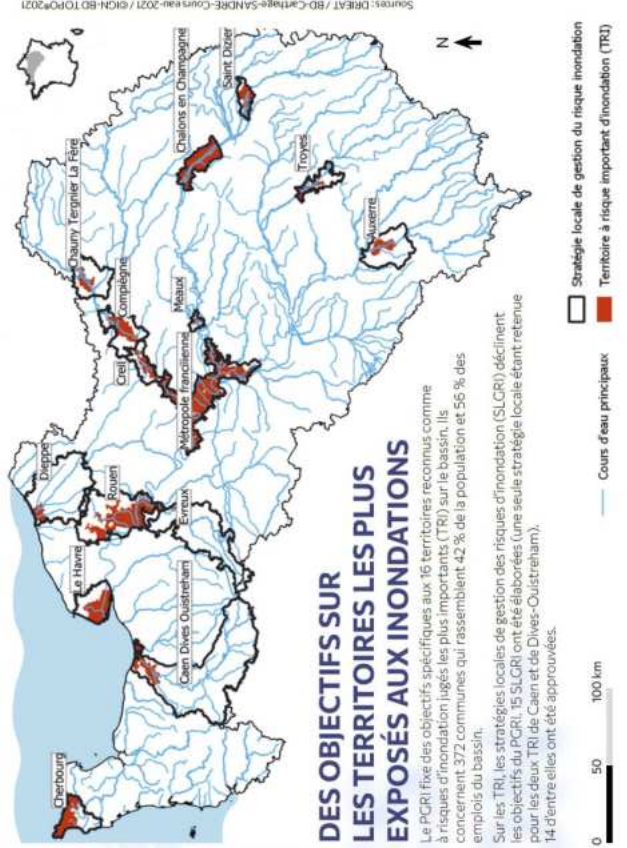 DES OBJECTIFS SUR
LES TERRITOIRES LES PLUS
EXPOSÉS AUX INONDATIONS
Le PGRI fixe des objectifs spécifiques aux 16 territoires reconnus comme
à risques d'inondation jugés les plus importants (TRI) sur le bassin. Ils
concernent 372 communes qui rassemblent 42 % de la population et 56 % des
emplois du bassin.
Sur les TRI, les stratégies locales de gestion des risques d'inondation (SLGRI) déclinent
les objectifs du PGRI. 15 SLGRI ont été élaborées (une seule stratégie locale étant retenue
pour les deux TRI de Caen et de Dives-Ouistreham),
14 d'entre elles ont été approuvées.
Cherbourg
Le Havre
Dieppe
Rouen
Caen Dives Ouistreham
Evreux
Chauny Tergnier La Fère
Compiègne
Creil
Meaux
Métropole francilienne
Chalons en Champagne
Saint Dizier
Troyes
Auxerre
N
0 50 100 km
Cours d'eau principaux
Stratégie locale de gestion du risque inondation
Territoire à risque important d'inondation (TRI)
Sources: DRIEAT / BD-Carthage-SANDRE-Cours eau-2021 / ©IGN-BD TOPO®2021